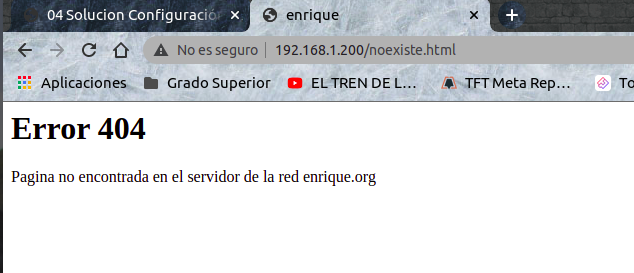 04 Solucion Configuració
enrique
No es seguro 192.168.1.200/noexiste.html
Aplicaciones Grado Superior EL TREN DE L... TFT Meta Rep... To
Error 404
Pagina no encontrada en el servidor de la red enrique.org